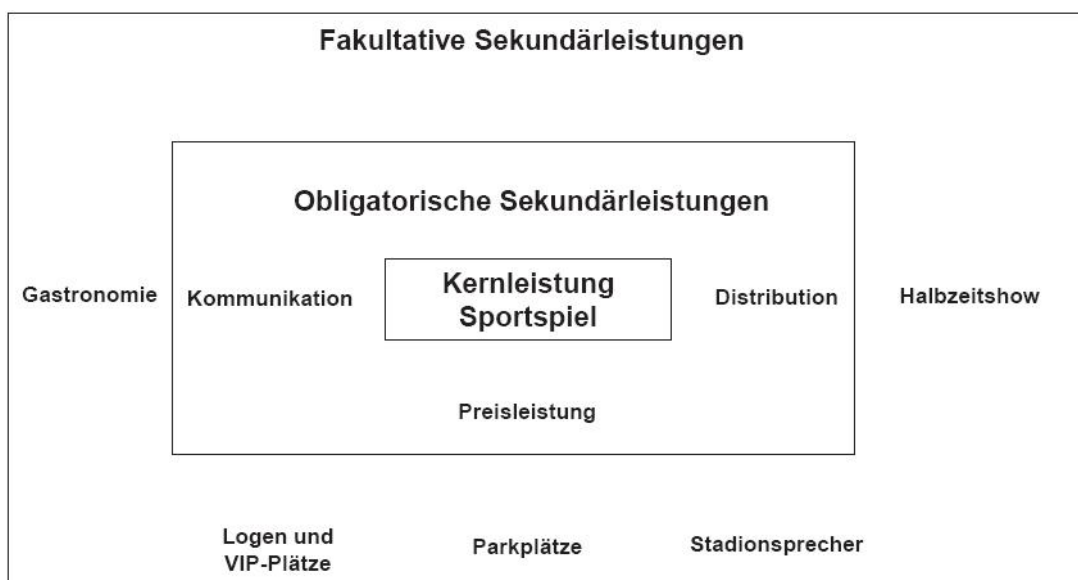 Fakultative Sekundärleistungen
Obligatorische Sekundärleistungen
Gastronomie
Kommunikation
Kernleistung
Sportspiel
Distribution
Halbzeitshow
Preisleistung
Logen und
VIP-Plätze
Parkplätze
Stadionsprecher